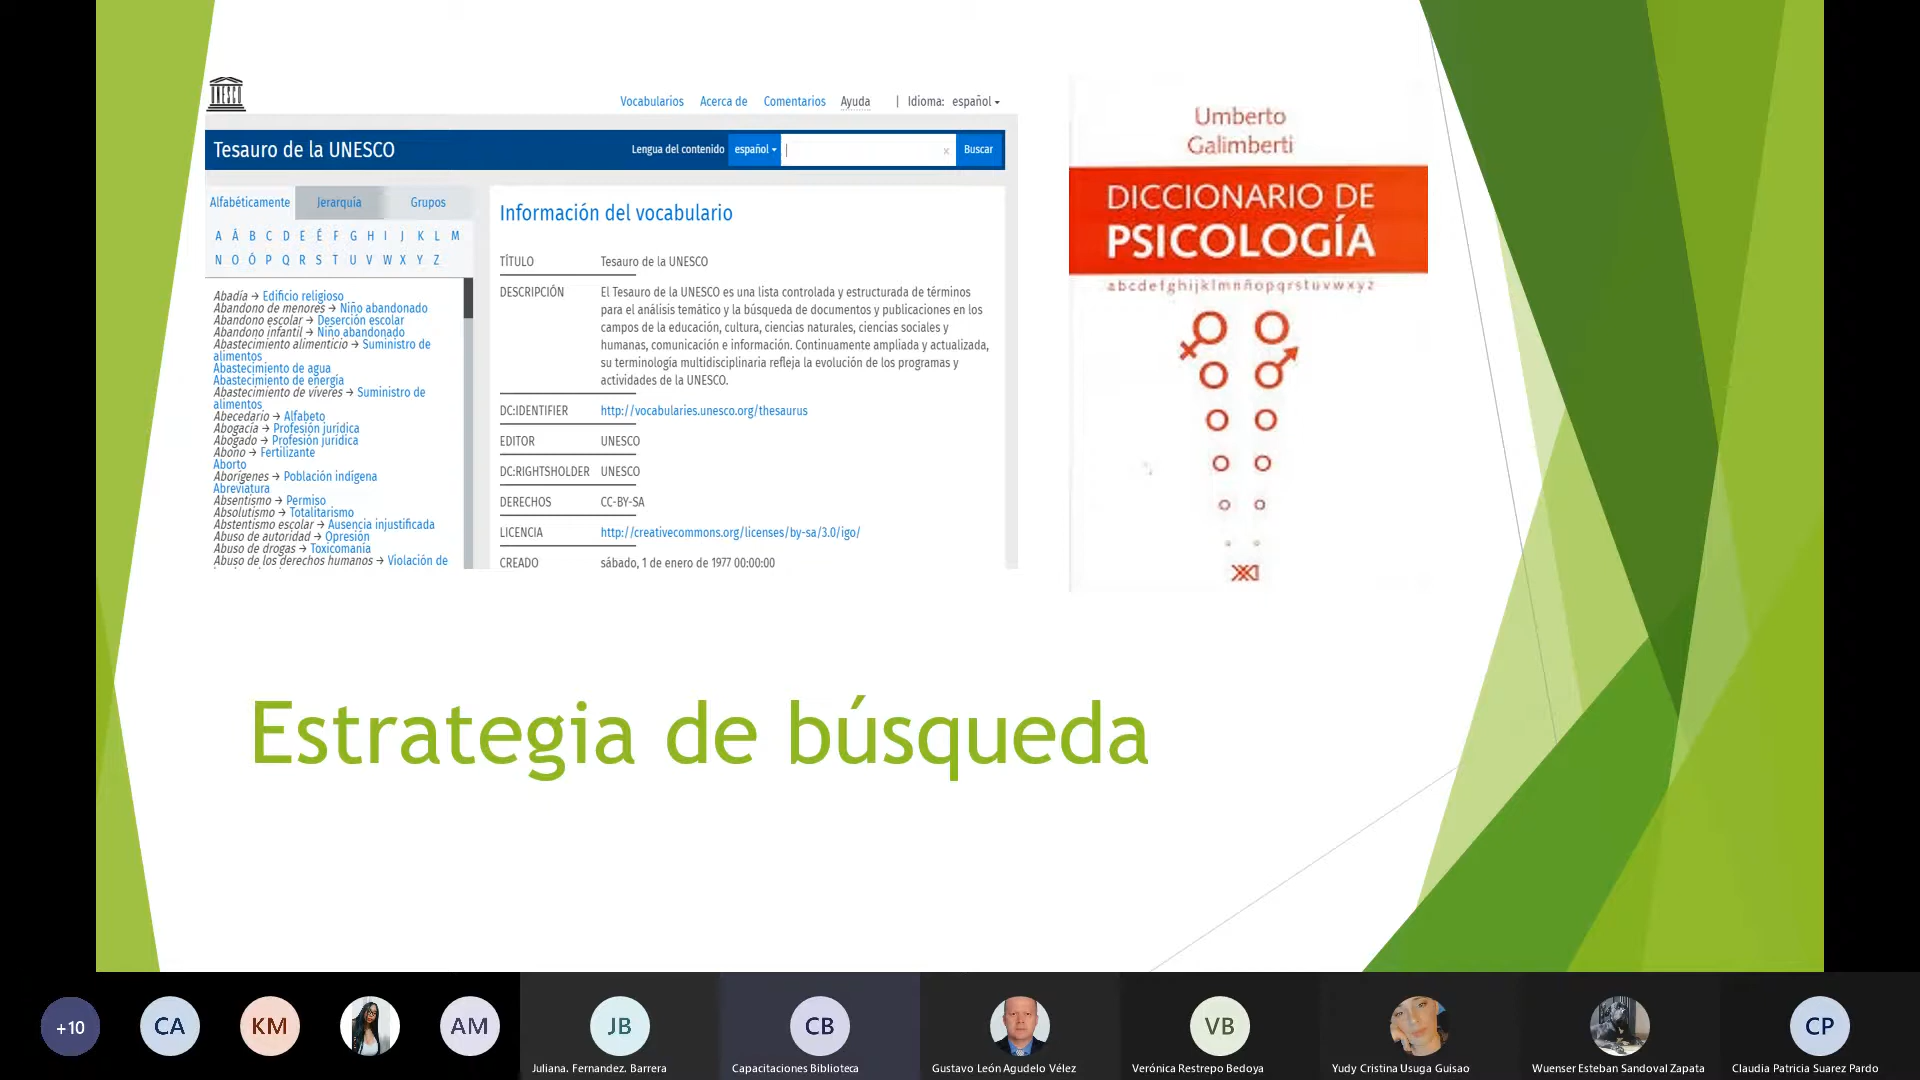 UNESCO
Vocabularios Acerca de Comentarios Ayuda | Idioma: español
Tesauro de la UNESCO
Lengua del contenido español × Buscar
Alfabéticamente Jerarquía Grupos
A Á B C D E É F G H I J K L M
N O Ó P Q R S T U V W X Y Z
Abadía → Edificio religioso
Abandono de menores → Niño abandonado
Abandono escolar → Deserción escolar
Abandono infantil → Niño abandonado
Abastecimiento alimenticio → Suministro de
alimentos
Abastecimiento de agua
Abastecimiento de energía
Abastecimiento de víveres → Suministro de
alimentos
Abecedario → Alfabeto
Abogacía → Profesión jurídica
Abogado → Profesión jurídica
Abono → Fertilizante
Aborto
Aborígenes → Población indígena
Abreviatura
Absentismo → Permiso
Absolutismo → Totalitarismo
Abstentismo escolar → Ausencia injustificada
Abuso de autoridad → Opresión
Abuso de drogas → Toxicomanía
Abuso de los derechos humanos → Violación de
Información del vocabulario
TÍTULO Tesauro de la UNESCO
DESCRIPCIÓN El Tesauro de la UNESCO es una lista controlada y estructurada de términos
para el análisis temático y la búsqueda de documentos y publicaciones en los
campos de la educación, cultura, ciencias naturales, ciencias sociales y
humanas, comunicación e información. Continuamente ampliada y actualizada,
su terminología multidisciplinaria refleja la evolución de los programas y
actividades de la UNESCO.
DC:IDENTIFIER http://vocabularies.unesco.org/thesaurus
EDITOR UNESCO
DC:RIGHTSHOLDER UNESCO
DERECHOS CC-BY-SA
LICENCIA http://creativecommons.org/licenses/by-sa/3.0/igo/
CREADO sábado, 1 de enero de 1977 00:00:00
Umberto
Galimberti
DICCIONARIO DE
PSICOLOGÍA
abcdefghijklmnñopqrstuvwxyz
Estrategia de búsqueda
+10 CA KM AM JB CB VB CP
Juliana. Fernandez. Barrera
Capacitaciones Biblioteca
Gustavo León Agudelo Vélez
Verónica Restrepo Bedoya
Yudy Cristina Usuga Guisao
Wuenser Esteban Sandoval Zapata
Claudia Patricia Suarez Pardo